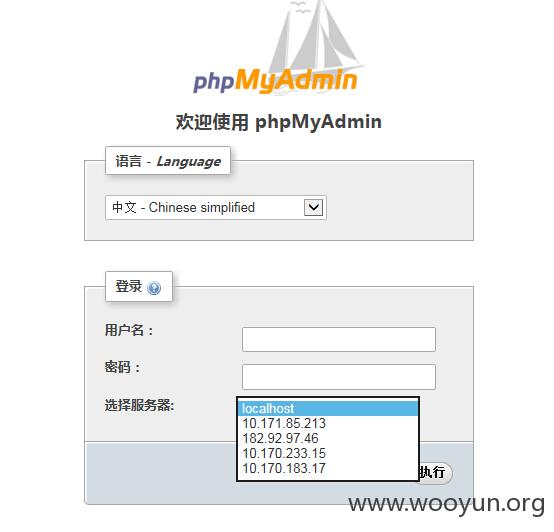 phpMyAdmin
欢迎使用 phpMyAdmin
语言 - Language
中文 - Chinese simplified
登录
用户名：
密码：
选择服务器:
localhost
10.171.85.213
182.92.97.46
10.170.233.15
10.170.183.17
执行
www.wooyun.org